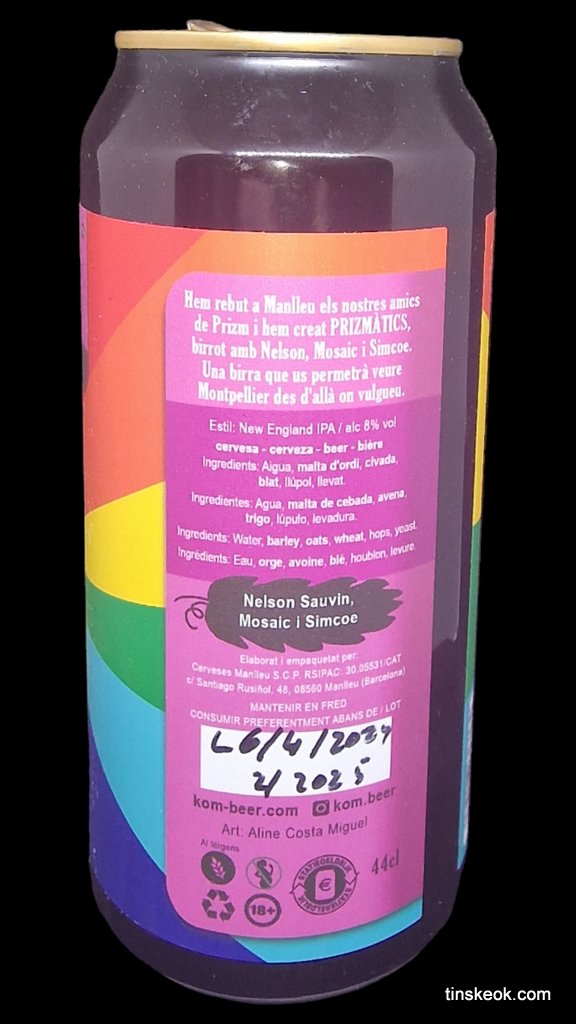 Hem rebut a Manlleu els nostres amics
de Prizm i hem creat PRIZMÀTICS,
birrot amb Nelson, Mosaic i Simcoe.
Una birra que us permetrà veure
Montpellier des d'allà on vulgueu.
Estil: New England IPA / alc 8% vol
cervesa - cerveza - beer - bière
Ingredients: Aigua, malta d'ordi, civada,
blat, llúpol, llevat.
Ingredientes: Agua, malta de cebada, avena,
trigo, lúpulo, levadura.
Ingredients: Water, barley, oats, wheat, hops, yeast.
Ingrédients: Eau, orge, avoine, blé, houblon, levure.
Nelson Sauvin,
Mosaic i Simcoe
Elaborat i empaquetat per:
Cerveses Manlleu S.C.P. RSIPAC: 30.05531/CAT
c/ Santiago Rusiñol, 48, 08560 Manlleu (Barcelona)
MANTENIR EN FRED
CONSUMIR PREFERENTMENT ABANS DE / LOT
L6/4/2024
2/2025
kom-beer.com kom.beer
Art: Aline Costa Miguel
Al·lèrgens
STATIEGELDBLIK
€
STATIEGELDBLIK
44cl
18+
tinskeok.com